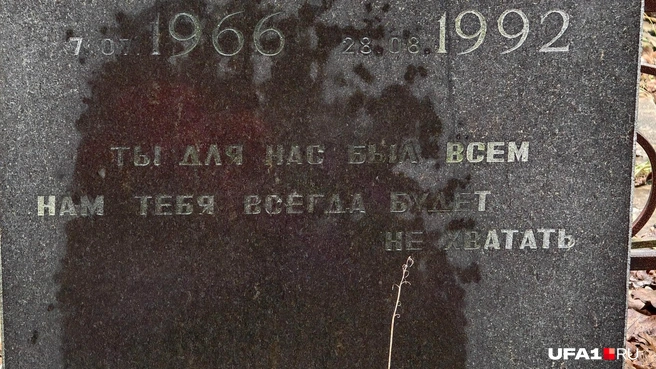 7.07.1966 28.08.1992
ТЫ ДЛЯ НАС БЫЛ ВСЕМ
НАМ ТЕБЯ ВСЕГДА БУДЕТ
НЕ ХВАТАТЬ
UFA1.RU